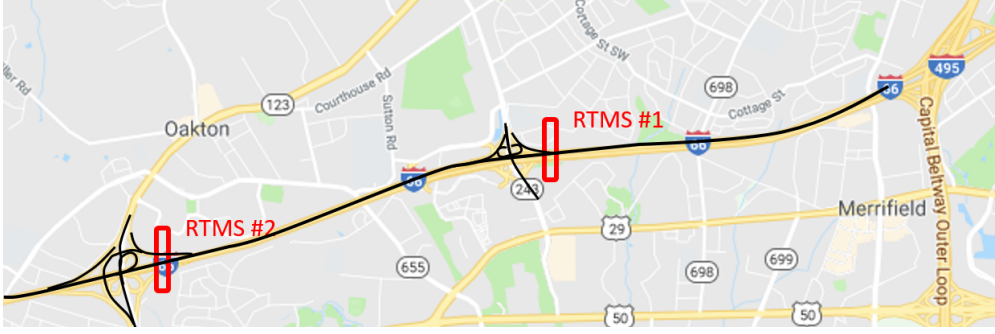 Cottage St SW
495
66
698
123
Courthouse Rd
Cottage St
RTMS #1
Oakton
Sutton Rd
66
66
243
Capital Beltway Outer Loop
Merrifield
RTMS #2
29
655
698
699
50
50